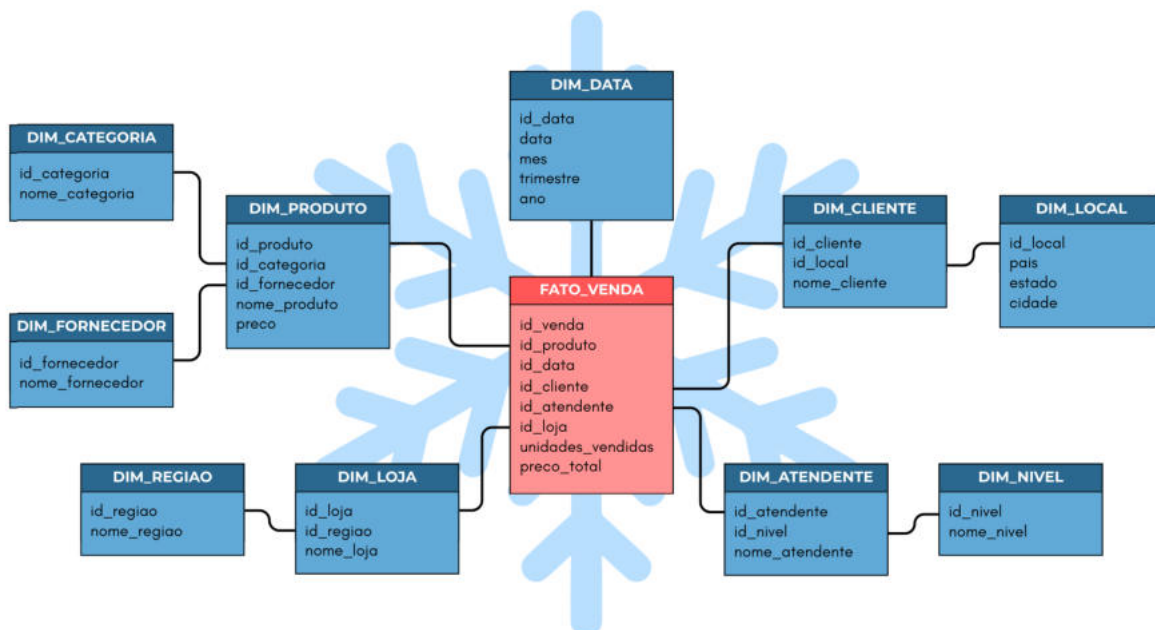 DIM_DATA
id_data
data
mes
trimestre
ano
DIM_CATEGORIA
id_categoria
nome_categoria
DIM_PRODUTO
id_produto
id_categoria
id_fornecedor
nome_produto
preco
DIM_CLIENTE
id_cliente
id_local
nome_cliente
DIM_LOCAL
id_local
pais
estado
cidade
FATO_VENDA
id_venda
id_produto
id_data
id_cliente
id_atendente
id_loja
unidades_vendidas
preco_total
DIM_FORNECEDOR
id_fornecedor
nome_fornecedor
DIM_REGIAO
id_regiao
nome_regiao
DIM_LOJA
id_loja
id_regiao
nome_loja
DIM_ATENDENTE
id_atendente
id_nivel
nome_atendente
DIM_NIVEL
id_nivel
nome_nivel